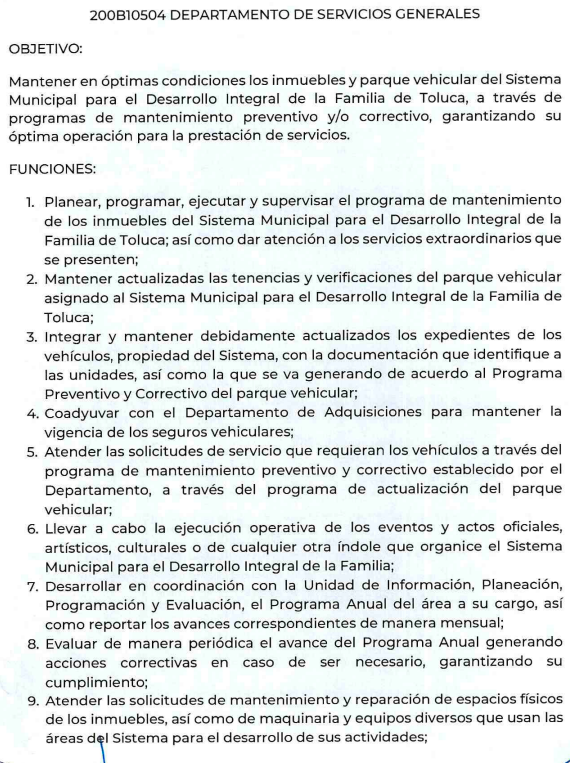 200B10504 DEPARTAMENTO DE SERVICIOS GENERALES
OBJETIVO:
Mantener en óptimas condiciones los inmuebles y parque vehicular del Sistema
Municipal para el Desarrollo Integral de la Familia de Toluca, a través de
programas de mantenimiento preventivo y/o correctivo, garantizando su
óptima operación para la prestación de servicios.
FUNCIONES:
1. Planear, programar, ejecutar y supervisar el programa de mantenimiento
de los inmuebles del Sistema Municipal para el Desarrollo Integral de la
Familia de Toluca; así como dar atención a los servicios extraordinarios que
se presenten;
2. Mantener actualizadas las tenencias y verificaciones del parque vehicular
asignado al Sistema Municipal para el Desarrollo Integral de la Familia de
Toluca;
3. Integrar y mantener debidamente actualizados los expedientes de los
vehículos, propiedad del Sistema, con la documentación que identifique a
las unidades, así como la que se va generando de acuerdo al Programa
Preventivo y Correctivo del parque vehicular;
4. Coadyuvar con el Departamento de Adquisiciones para mantener la
vigencia de los seguros vehiculares;
5. Atender las solicitudes de servicio que requieran los vehículos a través del
programa de mantenimiento preventivo y correctivo establecido por el
Departamento, a través del programa de actualización del parque
vehicular;
6. Llevar a cabo la ejecución operativa de los eventos y actos oficiales,
artísticos, culturales o de cualquier otra índole que organice el Sistema
Municipal para el Desarrollo Integral de la Familia;
7. Desarrollar en coordinación con la Unidad de Información, Planeación,
Programación y Evaluación, el Programa Anual del área a su cargo, así
como reportar los avances correspondientes de manera mensual;
8. Evaluar de manera periódica el avance del Programa Anual generando
acciones correctivas en caso de ser necesario, garantizando su
cumplimiento;
9. Atender las solicitudes de mantenimiento y reparación de espacios físicos
de los inmuebles, así como de maquinaria y equipos diversos que usan las
áreas del Sistema para el desarrollo de sus actividades;